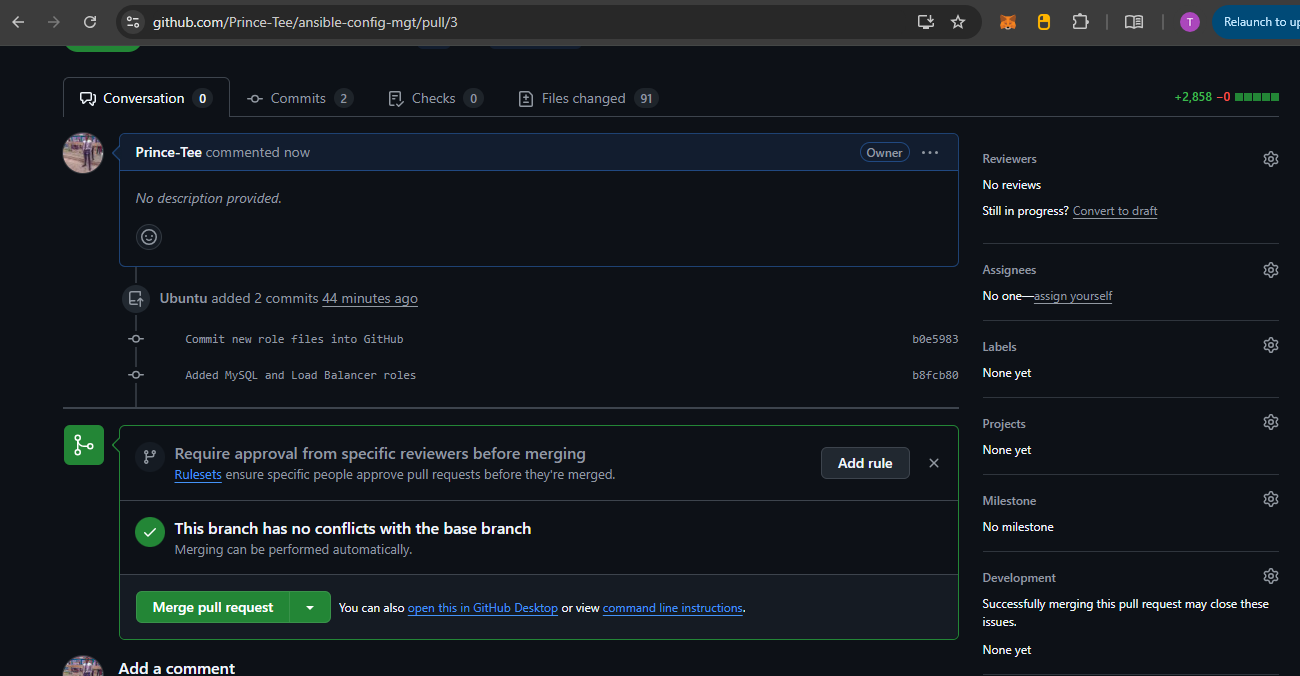 github.com/Prince-Tee/ansible-config-mgt/pull/3
T
Relaunch to up
Conversation 0
Commits 2
Checks 0
Files changed 91
+2,858 −0
Prince-Tee commented now
Owner
No description provided.
Ubuntu added 2 commits 44 minutes ago
Commit new role files into GitHub b0e5983
Added MySQL and Load Balancer roles b8fcb80
Require approval from specific reviewers before merging
Rulesets ensure specific people approve pull requests before they're merged.
Add rule
This branch has no conflicts with the base branch
Merging can be performed automatically.
Merge pull request
You can also open this in GitHub Desktop or view command line instructions.
Add a comment
Reviewers
No reviews
Still in progress? Convert to draft
Assignees
No one—assign yourself
Labels
None yet
Projects
None yet
Milestone
No milestone
Development
Successfully merging this pull request may close these
issues.
None yet